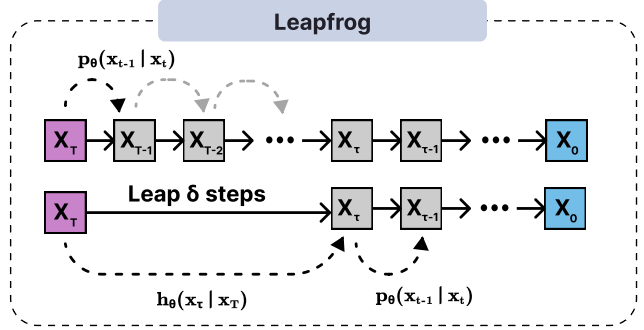 Leapfrog
pθ(xt-1 | xt)
XT XT-1 XT-2 ••• Xτ Xτ-1 ••• X0
Leap δ steps
XT Xτ Xτ-1 ••• X0
hθ(xτ | xT)
pθ(xt-1 | xt)